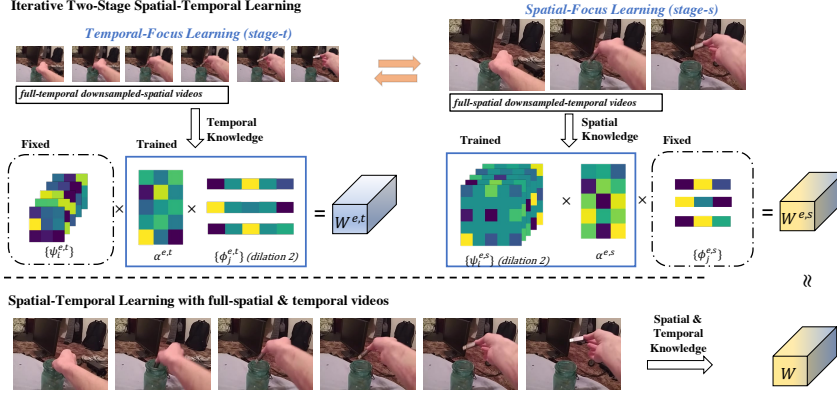 Iterative Two-Stage Spatial-Temporal Learning
Temporal-Focus Learning (stage-t)
Spatial-Focus Learning (stage-s)
full-temporal downsampled-spatial videos
full-spatial downsampled-temporal videos
Temporal
Knowledge
Spatial
Knowledge
Fixed
Trained
Trained
Fixed
× × = W^{e,t}
× × = W^{e,s}
{ψ_i^{e,t}}
α^{e,t}
{ϕ_j^{e,t}} (dilation 2)
{ψ_i^{e,s}} (dilation 2)
α^{e,s}
{ϕ_j^{e,s}}
≈
Spatial-Temporal Learning with full-spatial & temporal videos
Spatial &
Temporal
Knowledge
W